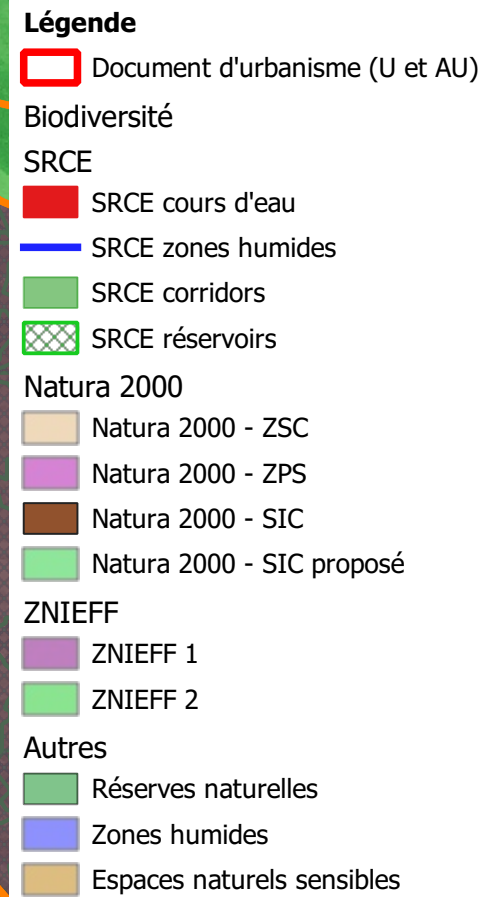 Légende
Document d'urbanisme (U et AU)
Biodiversité
SRCE
SRCE cours d'eau
SRCE zones humides
SRCE corridors
SRCE réservoirs
Natura 2000
Natura 2000 - ZSC
Natura 2000 - ZPS
Natura 2000 - SIC
Natura 2000 - SIC proposé
ZNIEFF
ZNIEFF 1
ZNIEFF 2
Autres
Réserves naturelles
Zones humides
Espaces naturels sensibles